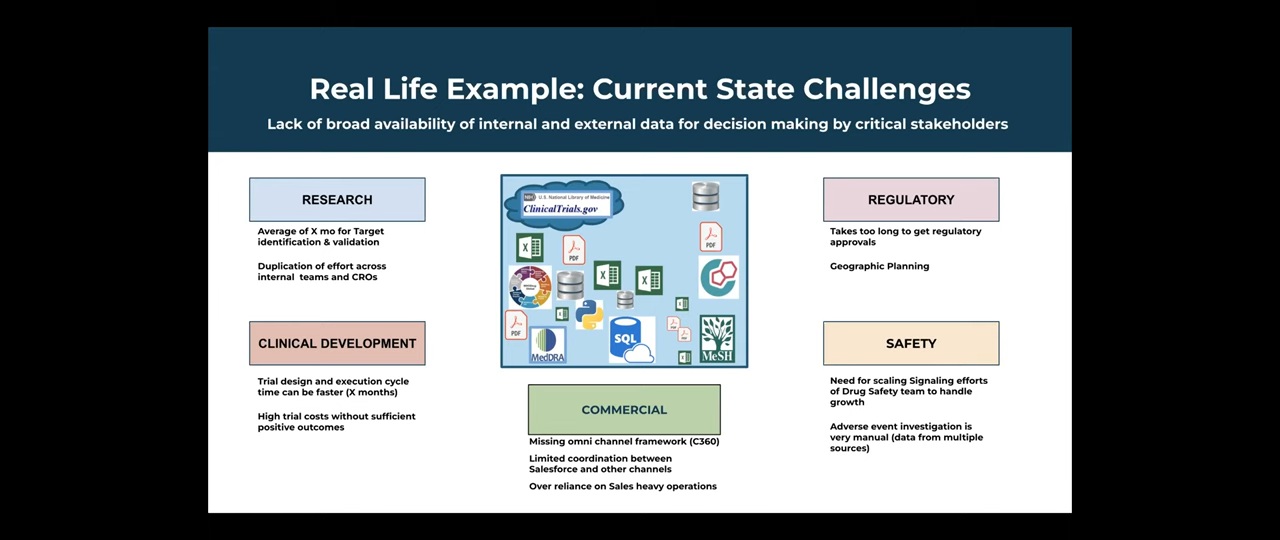 Real Life Example: Current State Challenges
Lack of broad availability of internal and external data for decision making by critical stakeholders
RESEARCH
Average of X mo for Target
identification & validation
Duplication of effort across
internal teams and CROs
CLINICAL DEVELOPMENT
Trial design and execution cycle
time can be faster (X months)
High trial costs without sufficient
positive outcomes
NIH U.S. National Library of Medicine
ClinicalTrials.gov
X
PDF
PDF
X
X
X
PDF
SQL
PDF
PDF
MedDRA
X
MeSH
COMMERCIAL
Missing omni channel framework (C360)
Limited coordination between
Salesforce and other channels
Over reliance on Sales heavy operations
REGULATORY
Takes too long to get regulatory
approvals
Geographic Planning
SAFETY
Need for scaling Signaling efforts
of Drug Safety team to handle
growth
Adverse event investigation is
very manual (data from multiple
sources)